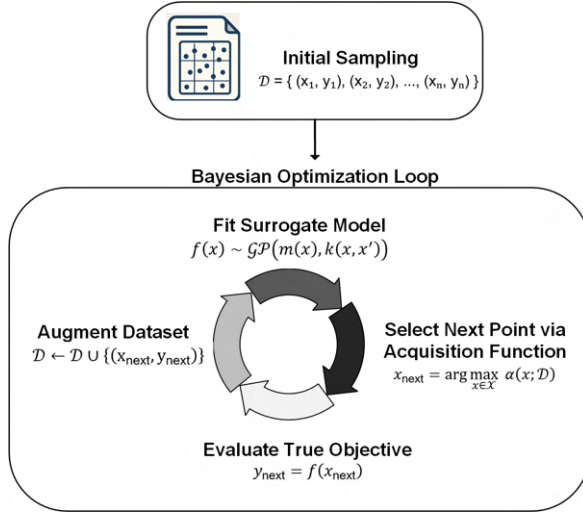 Initial Sampling
𝒟 = { (x₁, y₁), (x₂, y₂), ..., (xₙ, yₙ) }
Bayesian Optimization Loop
Fit Surrogate Model
f(x) ~ 𝒢𝒫(m(x), k(x, x′))
Select Next Point via
Acquisition Function
x_next = arg max_{x∈𝒳} α(x; 𝒟)
Evaluate True Objective
y_next = f(x_next)
Augment Dataset
𝒟 ← 𝒟 ∪ {(x_next, y_next)}